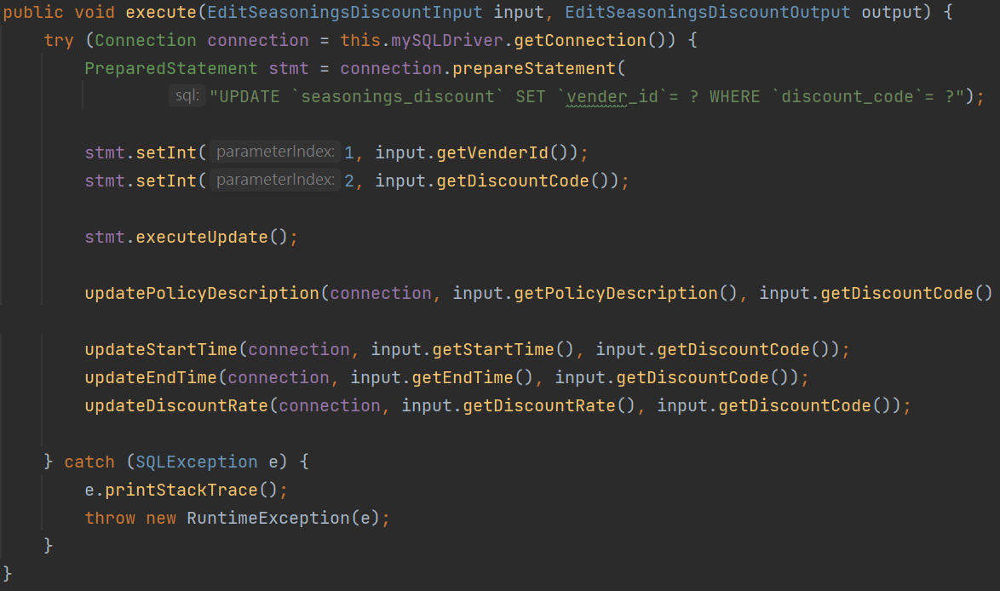 public void execute(EditSeasoningsDiscountInput input, EditSeasoningsDiscountOutput output) {
try (Connection connection = this.mySQLDriver.getConnection()) {
PreparedStatement stmt = connection.prepareStatement(
sql: "UPDATE `seasonings_discount` SET `vender_id`= ? WHERE `discount_code`= ?");
stmt.setInt( parameterIndex: 1, input.getVenderId());
stmt.setInt( parameterIndex: 2, input.getDiscountCode());
stmt.executeUpdate();
updatePolicyDescription(connection, input.getPolicyDescription(), input.getDiscountCode()
updateStartTime(connection, input.getStartTime(), input.getDiscountCode());
updateEndTime(connection, input.getEndTime(), input.getDiscountCode());
updateDiscountRate(connection, input.getDiscountRate(), input.getDiscountCode());
} catch (SQLException e) {
e.printStackTrace();
throw new RuntimeException(e);
}
}